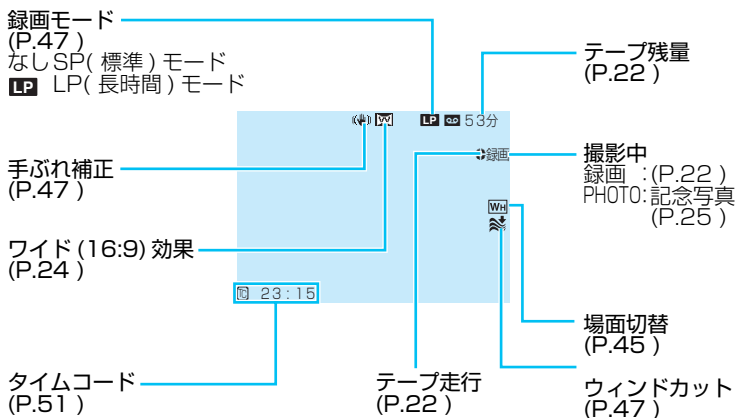 録画モード
(P.47 )
なし SP( 標準 ) モード
LP LP( 長時間 ) モード
手ぶれ補正
(P.47 )
ワイド (16:9) 効果
(P.24 )
タイムコード
(P.51 )
LP 53分
録画
WH
TC 23:15
テープ走行
(P.22 )
テープ残量
(P.22 )
撮影中
録画 :(P.22 )
PHOTO:記念写真
(P.25 )
場面切替
(P.45 )
ウィンドカット
(P.47 )